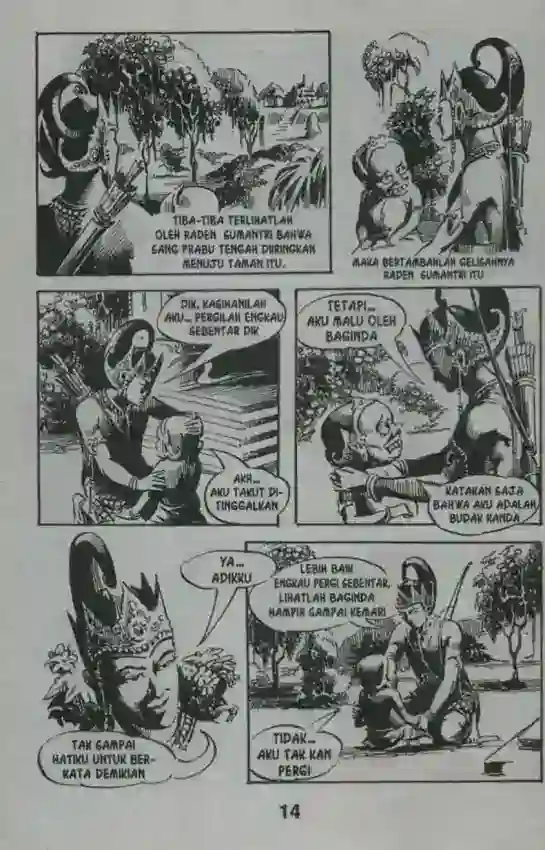 TIBA-TIBA TERLIHATLAH
OLEH RADEN SUMANTRI BAHWA
SANG PRABU TENGAH DIIRINGKAN
MENUJU TAMAN ITU.
MAKA BERTAMBAHLAH GELISAHNYA
RADEN SUMANTRI ITU
DIK, KASIHANILAH
AKU... PERGILAH ENGKAU
SEBENTAR DIK
AKH...
AKU TAKUT DI-
TINGGALKAN
TETAPI...
AKU MALU OLEH
BAGINDA
KATAKAN SAJA
BAHWA AKU ADALAH
BUDAK KANDA
YA...
ADIKKU
TAK SAMPAI
HATIKU UNTUK BER-
KATA DEMIKIAN
LEBIH BAIK
ENGKAU PERGI SEBENTAR,
LIHATLAH BAGINDA
HAMPIR SAMPAI KEMARI
TIDAK...
AKU TAK KAN
PERGI
14